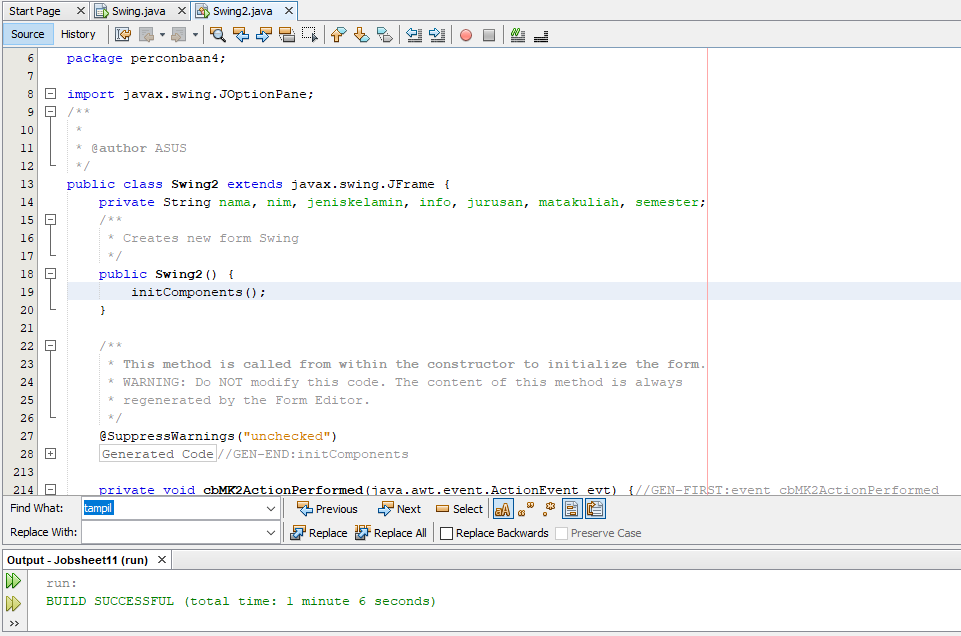 Start Page Swing.java Swing2.java
Source History
6 package perconbaan4;
7
8 import javax.swing.JOptionPane;
9 /**
10 *
11 * @author ASUS
12 */
13 public class Swing2 extends javax.swing.JFrame {
14 private String nama, nim, jeniskelamin, info, jurusan, matakuliah, semester;
15 /**
16 * Creates new form Swing
17 */
18 public Swing2() {
19 initComponents();
20 }
21
22 /**
23 * This method is called from within the constructor to initialize the form.
24 * WARNING: Do NOT modify this code. The content of this method is always
25 * regenerated by the Form Editor.
26 */
27 @SuppressWarnings("unchecked")
28 Generated Code //GEN-END:initComponents
213
214 private void cbMK2ActionPerformed(java.awt.event.ActionEvent evt) {//GEN-FIRST:event_cbMK2ActionPerformed
Find What: tampil Previous Next Select aA
Replace With: Replace Replace All Replace Backwards Preserve Case
Output - Jobsheet11 (run)
run:
BUILD SUCCESSFUL (total time: 1 minute 6 seconds)